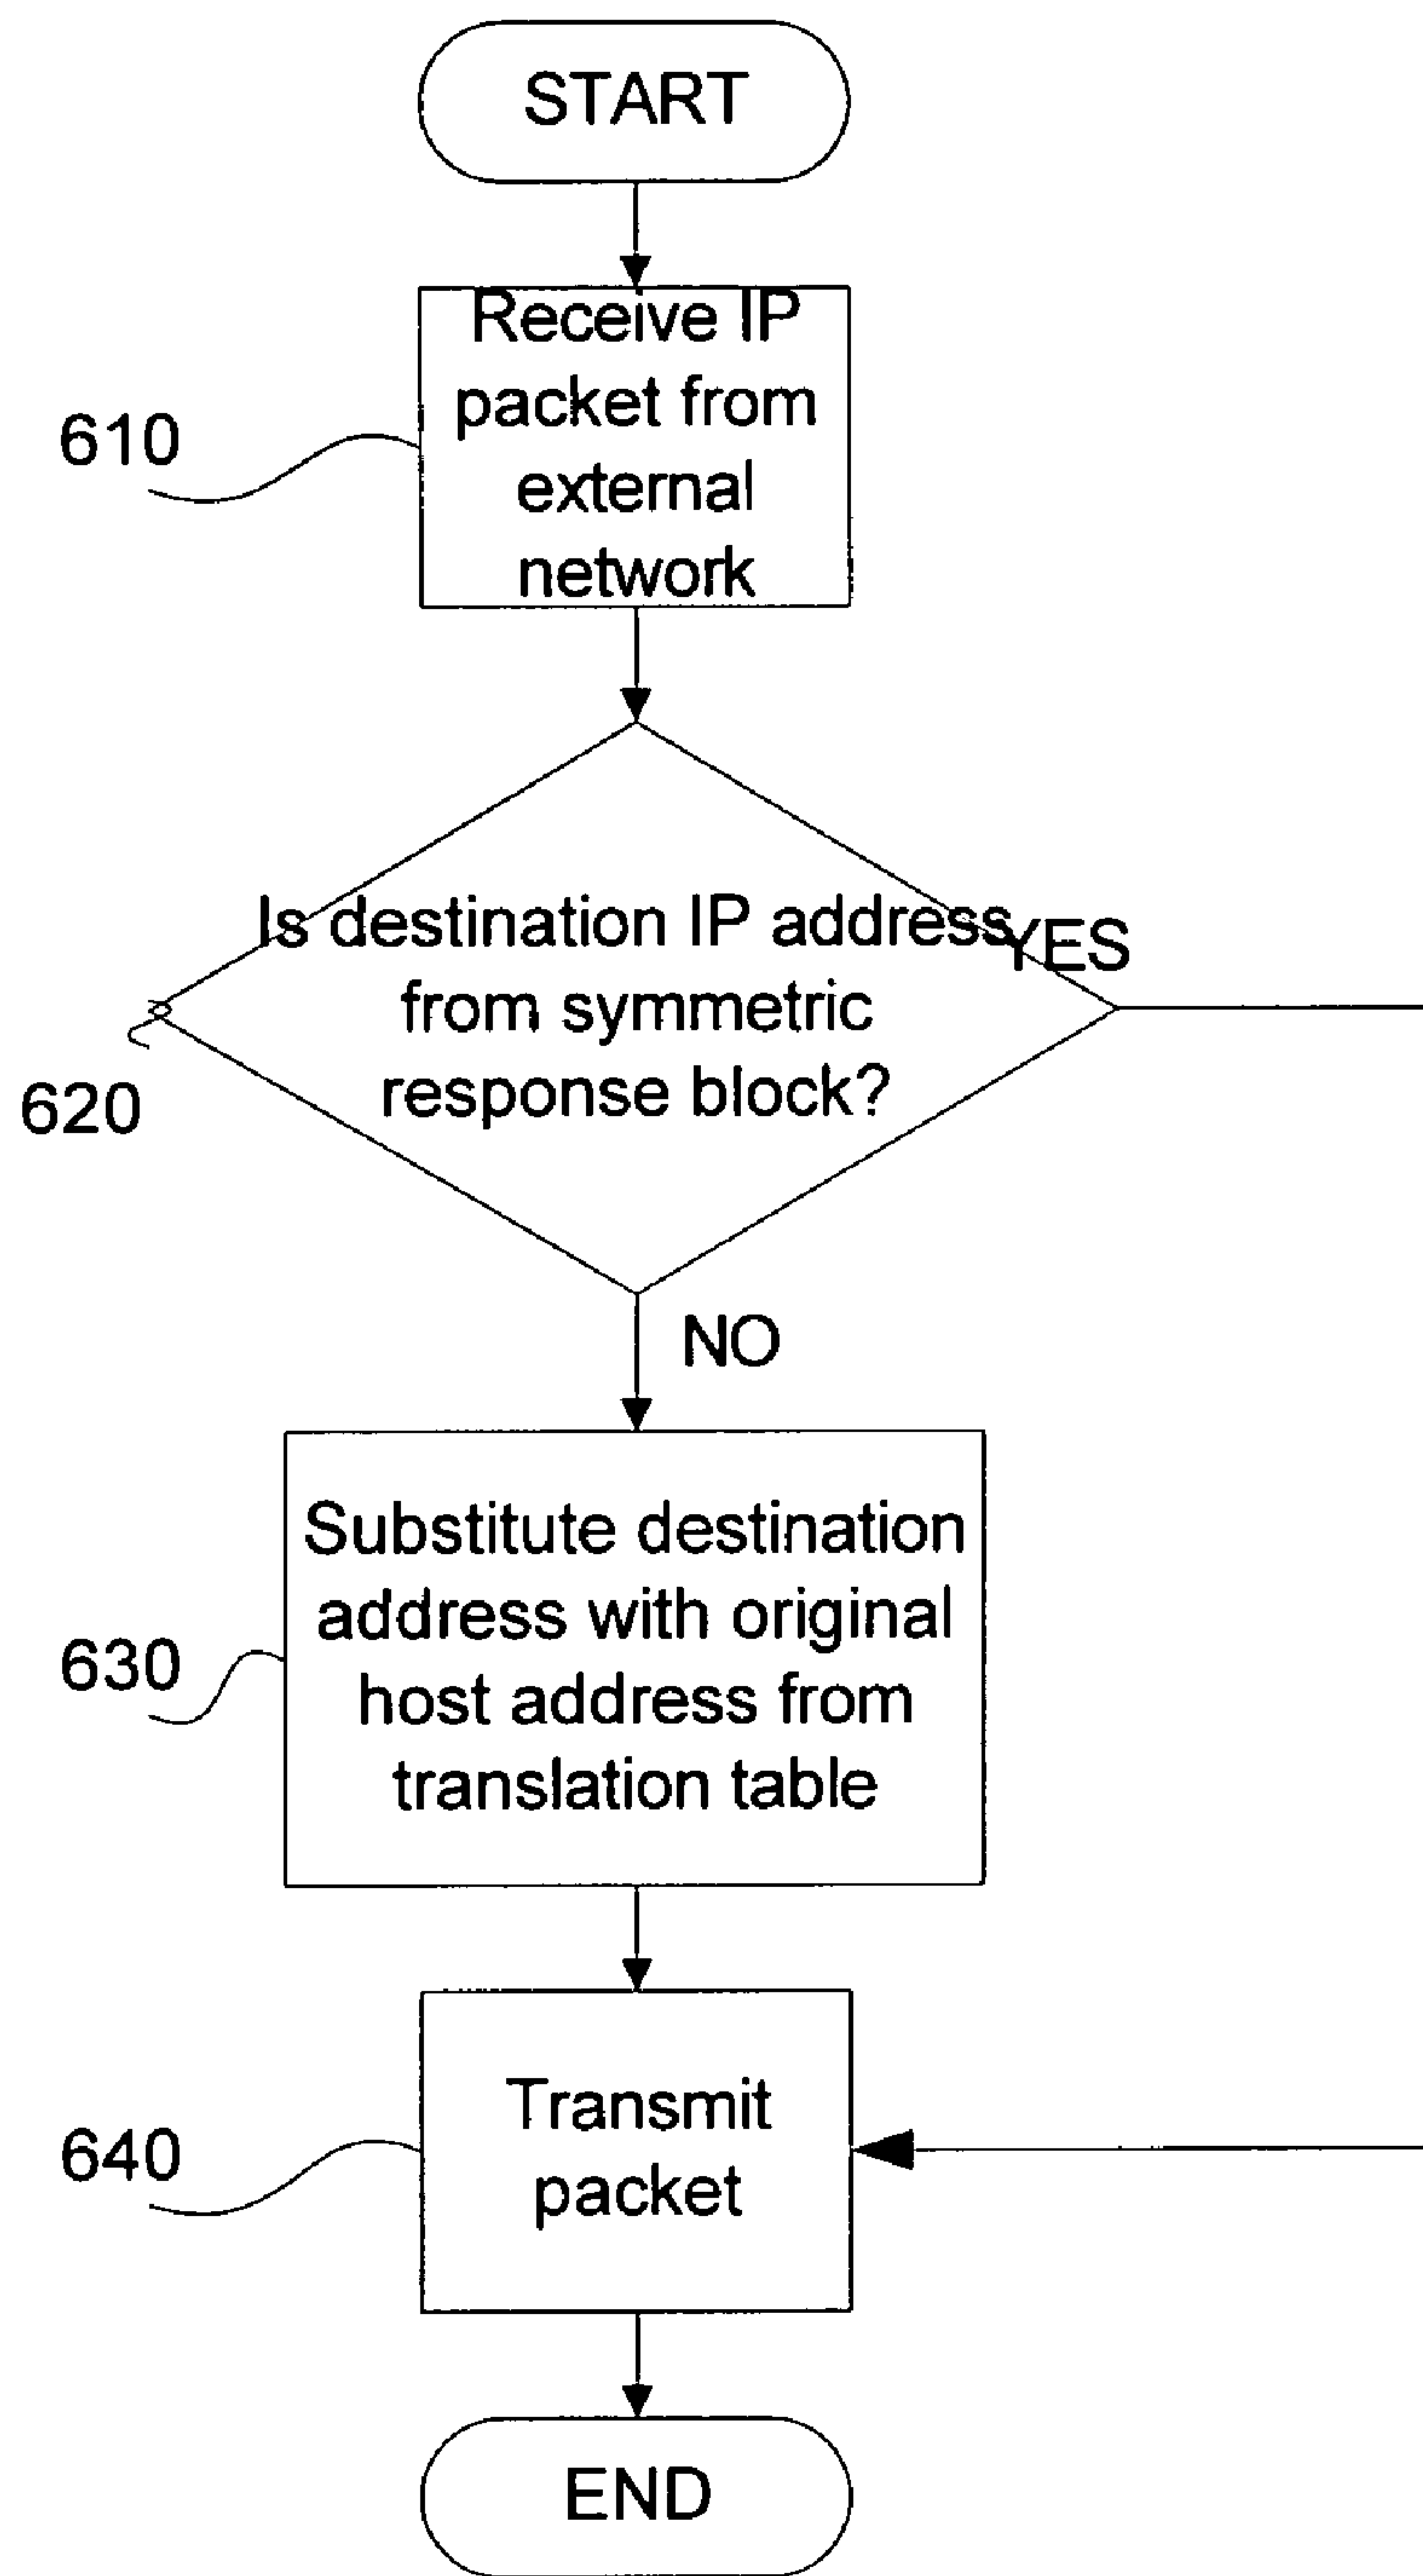 START
610
Receive IP
packet from
external
network
620
Is destination IP address
from symmetric
response block?
YES
NO
630
Substitute destination
address with original
host address from
translation table
640
Transmit
packet
END